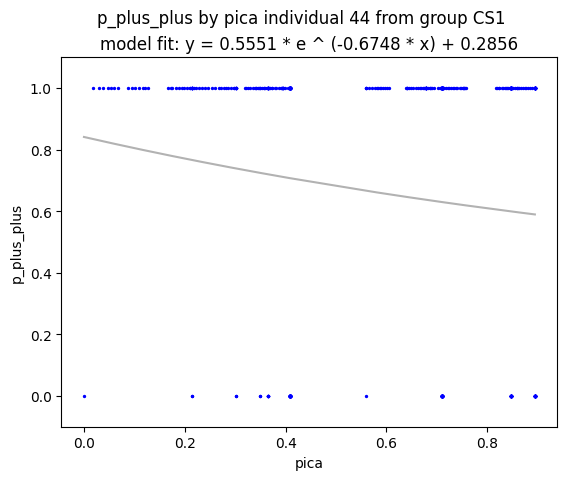 p_plus_plus by pica individual 44 from group CS1
model fit: y = 0.5551 * e ^ (-0.6748 * x) + 0.2856
1.0
0.8
0.6
0.4
0.2
0.0
p_plus_plus
0.0 0.2 0.4 0.6 0.8
pica